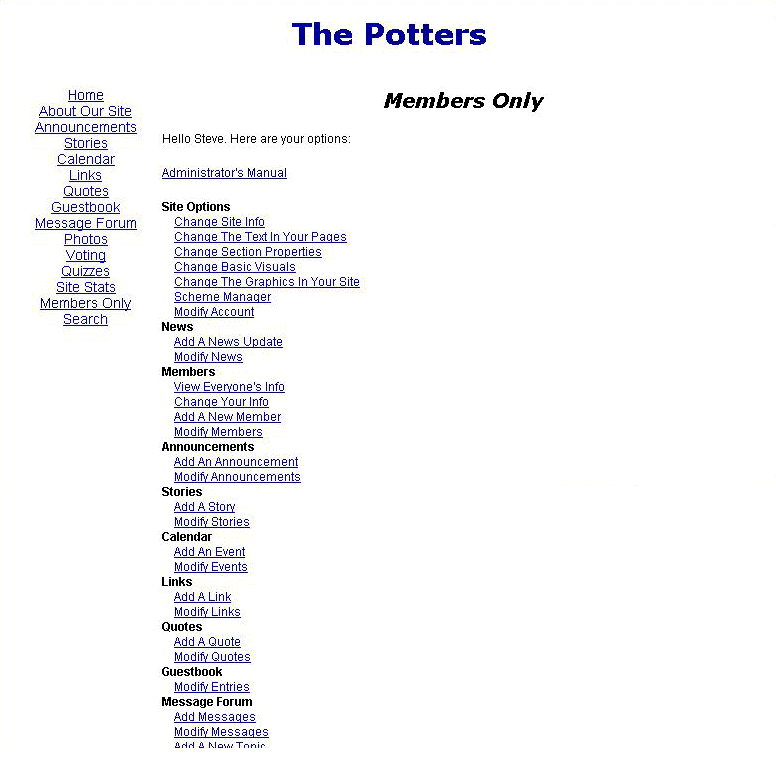 The Potters
Home
About Our Site
Announcements
Stories
Calendar
Links
Quotes
Guestbook
Message Forum
Photos
Voting
Quizzes
Site Stats
Members Only
Search
Members Only
Hello Steve. Here are your options:
Administrator's Manual
Site Options
Change Site Info
Change The Text In Your Pages
Change Section Properties
Change Basic Visuals
Change The Graphics In Your Site
Scheme Manager
Modify Account
News
Add A News Update
Modify News
Members
View Everyone's Info
Change Your Info
Add A New Member
Modify Members
Announcements
Add An Announcement
Modify Announcements
Stories
Add A Story
Modify Stories
Calendar
Add An Event
Modify Events
Links
Add A Link
Modify Links
Quotes
Add A Quote
Modify Quotes
Guestbook
Modify Entries
Message Forum
Add Messages
Modify Messages
Add A New Topic